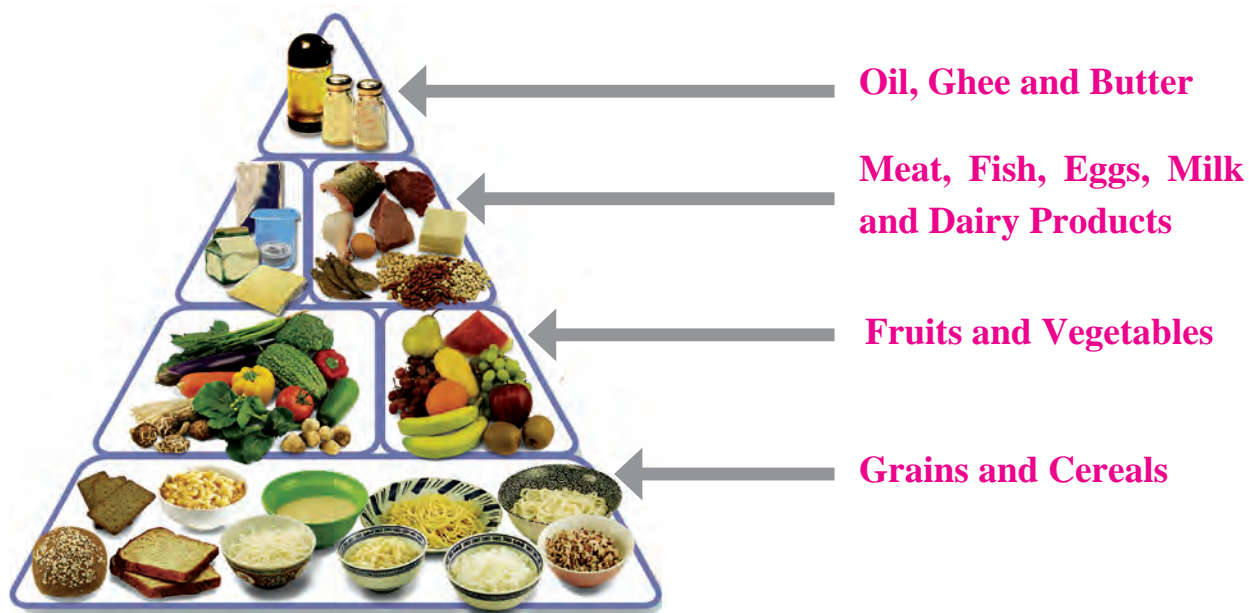 Oil, Ghee and Butter
Meat, Fish, Eggs, Milk
and Dairy Products
Fruits and Vegetables
Grains and Cereals